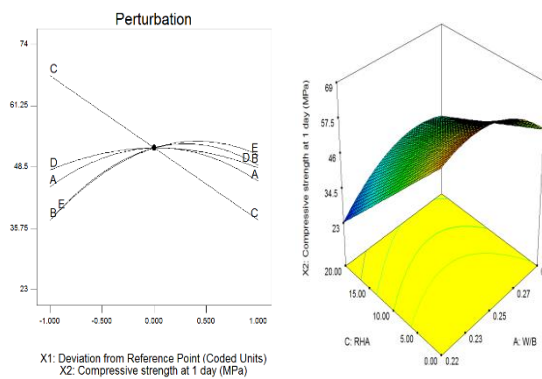 Perturbation
74
61.25
48.5
35.75
23
C
D
A
B
E
E
D B
A
C
-1.000
-0.500
0.000
0.500
1.000
X1: Deviation from Reference Point (Coded Units)
X2: Compressive strength at 1 day (MPa)
X2: Compressive strength at 1 day (MPa)
69
57.5
46
34.5
23
20.00
15.00
10.00
5.00
0.00
0.22
0.23
0.25
0.27
C: RHA
A: W/B